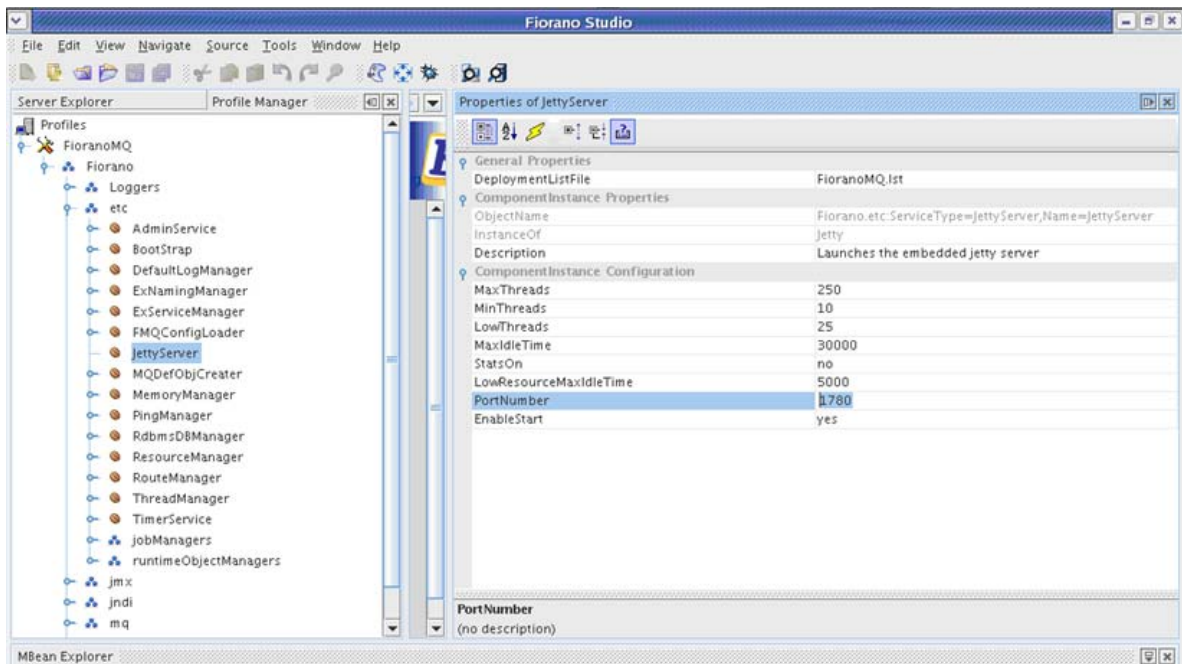 Fiorano Studio
File Edit View Navigate Source Tools Window Help
Server Explorer Profile Manager
Profiles
FioranoMQ
Fiorano
Loggers
etc
AdminService
BootStrap
DefaultLogManager
ExNamingManager
ExServiceManager
FMQConfigLoader
JettyServer
MQDefObjCreater
MemoryManager
PingManager
RdbmsDBManager
ResourceManager
RouteManager
ThreadManager
TimerService
jobManagers
runtimeObjectManagers
jmx
jndi
mq
Properties of JettyServer
General Properties
DeploymentListFile FioranoMQ.lst
ComponentInstance Properties
ObjectName Fiorano.etc:ServiceType=JettyServer,Name=JettyServer
InstanceOf Jetty
Description Launches the embedded jetty server
ComponentInstance Configuration
MaxThreads 250
MinThreads 10
LowThreads 25
MaxIdleTime 30000
StatsOn no
LowResourceMaxIdleTime 5000
PortNumber 1780
EnableStart yes
PortNumber
(no description)
MBean Explorer